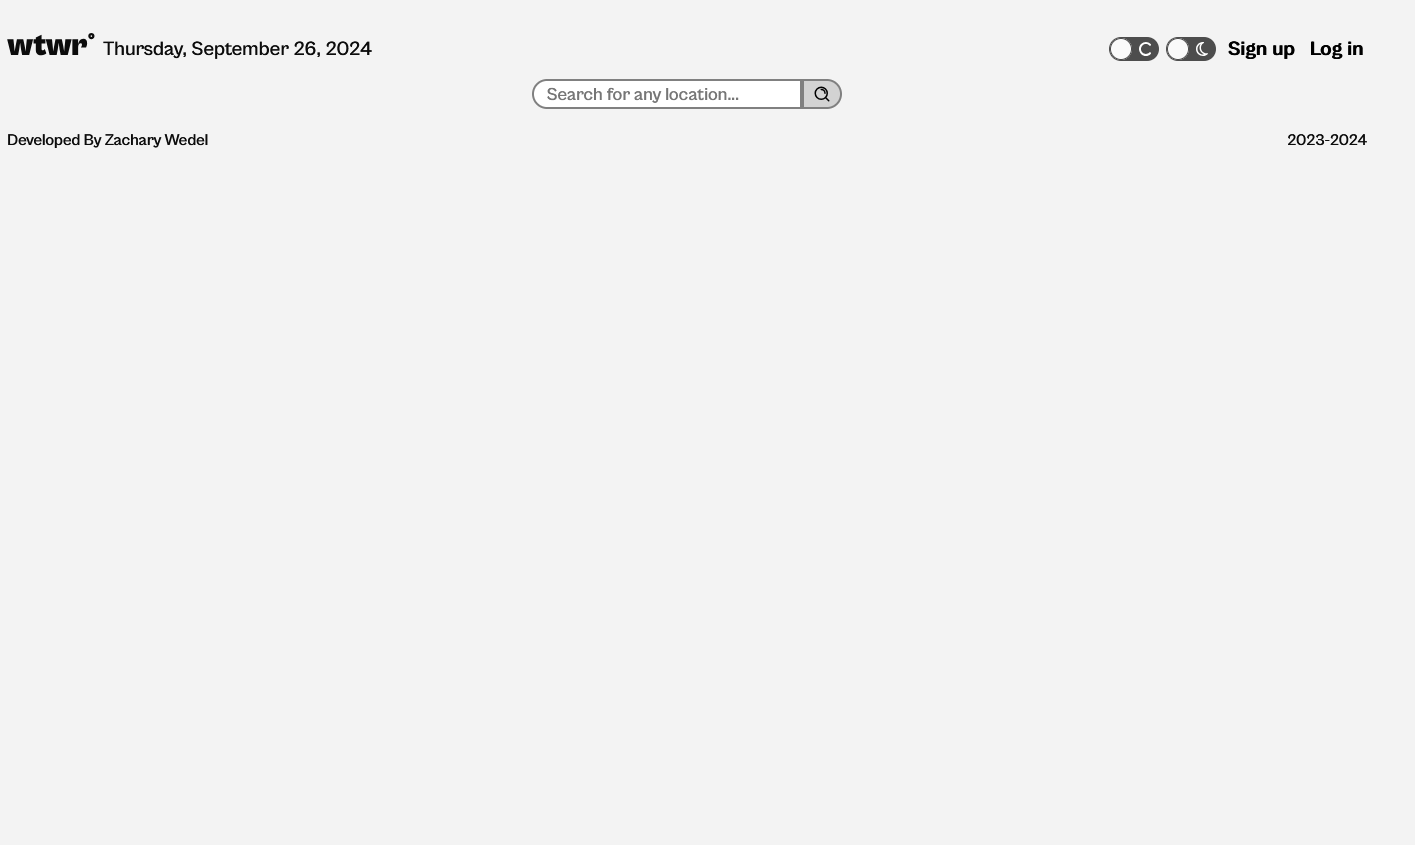 wtwr° Thursday, September 26, 2024 C Sign up Log in
Search for any location...
Developed By Zachary Wedel 2023-2024